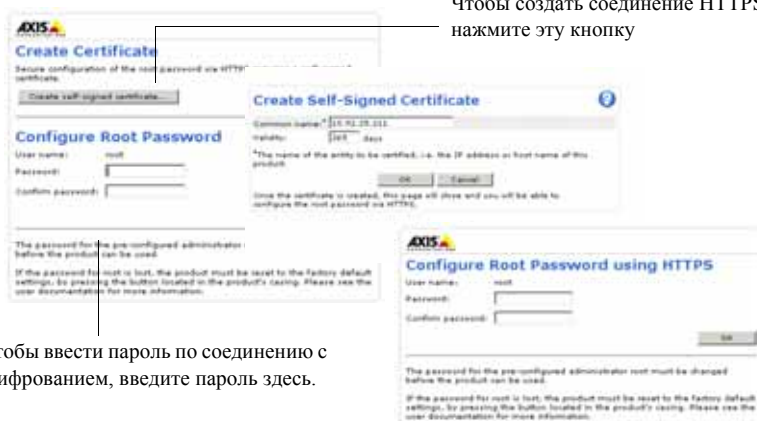 Чтобы создать соединение HTTPS
нажмите эту кнопку
AXIS
Create Certificate
Secure configuration of the root password via HTTPS
certificate.
Create self-signed certificate...
Configure Root Password
User name: root
Password:
Confirm password:
The password for the pre-configured administrator
before the product can be used.
If the password for root is lost, the product must be reset to the factory default
settings, by pressing the button located in the product's casing. Please see the
user documentation for more information.
Create Self-Signed Certificate
Common name:*
Validity: 365 days
*The name of the entity to be certified, i.e. the IP address or host name of this
product.
OK Cancel
Once the certificate is created, this page will close and you will be able to
configure the root password via HTTPS.
AXIS
Configure Root Password using HTTPS
User name: root
Password:
Confirm password:
OK
The password for the pre-configured administrator root must be changed
before the product can be used.
If the password for root is lost, the product must be reset to the factory default
settings, by pressing the button located in the product's casing. Please see the
user documentation for more information.
тобы ввести пароль по соединению с
ифрованием, введите пароль здесь.